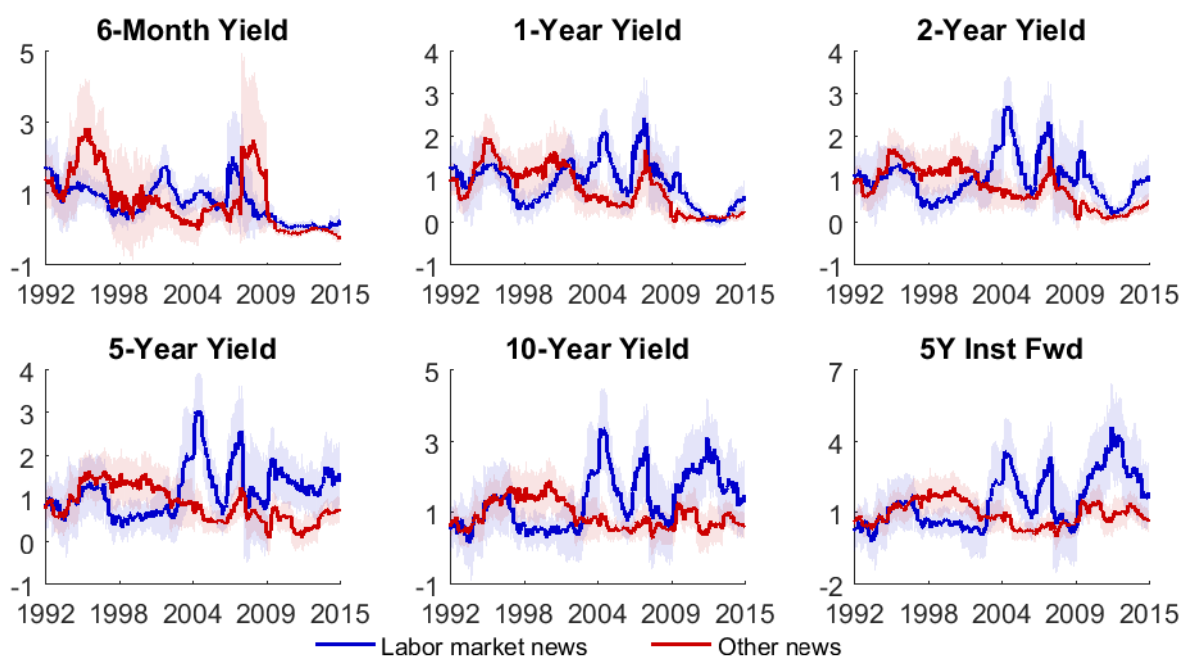 6-Month Yield
1-Year Yield
2-Year Yield
5
3
1
-1
1992 1998 2004 2009 2015
4
3
2
1
0
-1
1992 1998 2004 2009 2015
4
3
2
1
0
-1
1992 1998 2004 2009 2015
5-Year Yield
10-Year Yield
5Y Inst Fwd
4
3
2
1
0
-1
1992 1998 2004 2009 2015
5
3
1
-1
1992 1998 2004 2009 2015
7
4
1
-2
1992 1998 2004 2009 2015
Labor market news
Other news